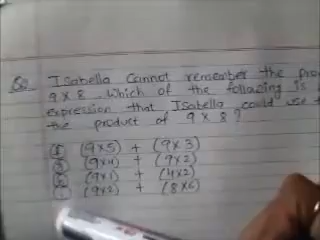 Q. Isabella cannot remember the pro
9 x 8. Which of the following is
expression that Isabella could use t
the product of 9 x 8?
(9x5) + (9x3)
(9x4) + (9x2)
(9x1) + (4x2)
(9x2) + (8x6)